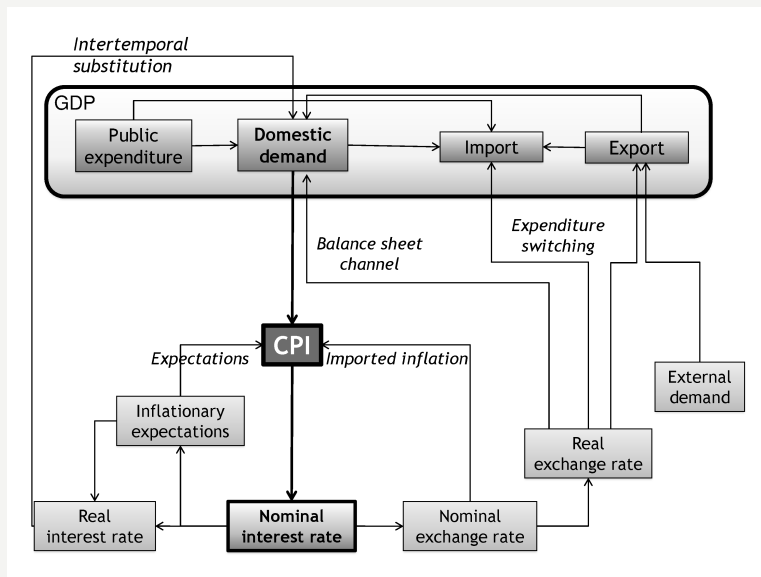 Intertemporal
substitution
GDP
Public
expenditure
Domestic
demand
Import
Export
Balance sheet
channel
Expenditure
switching
CPI
Expectations
Imported inflation
External
demand
Inflationary
expectations
Real
exchange rate
Real
interest rate
Nominal
interest rate
Nominal
exchange rate